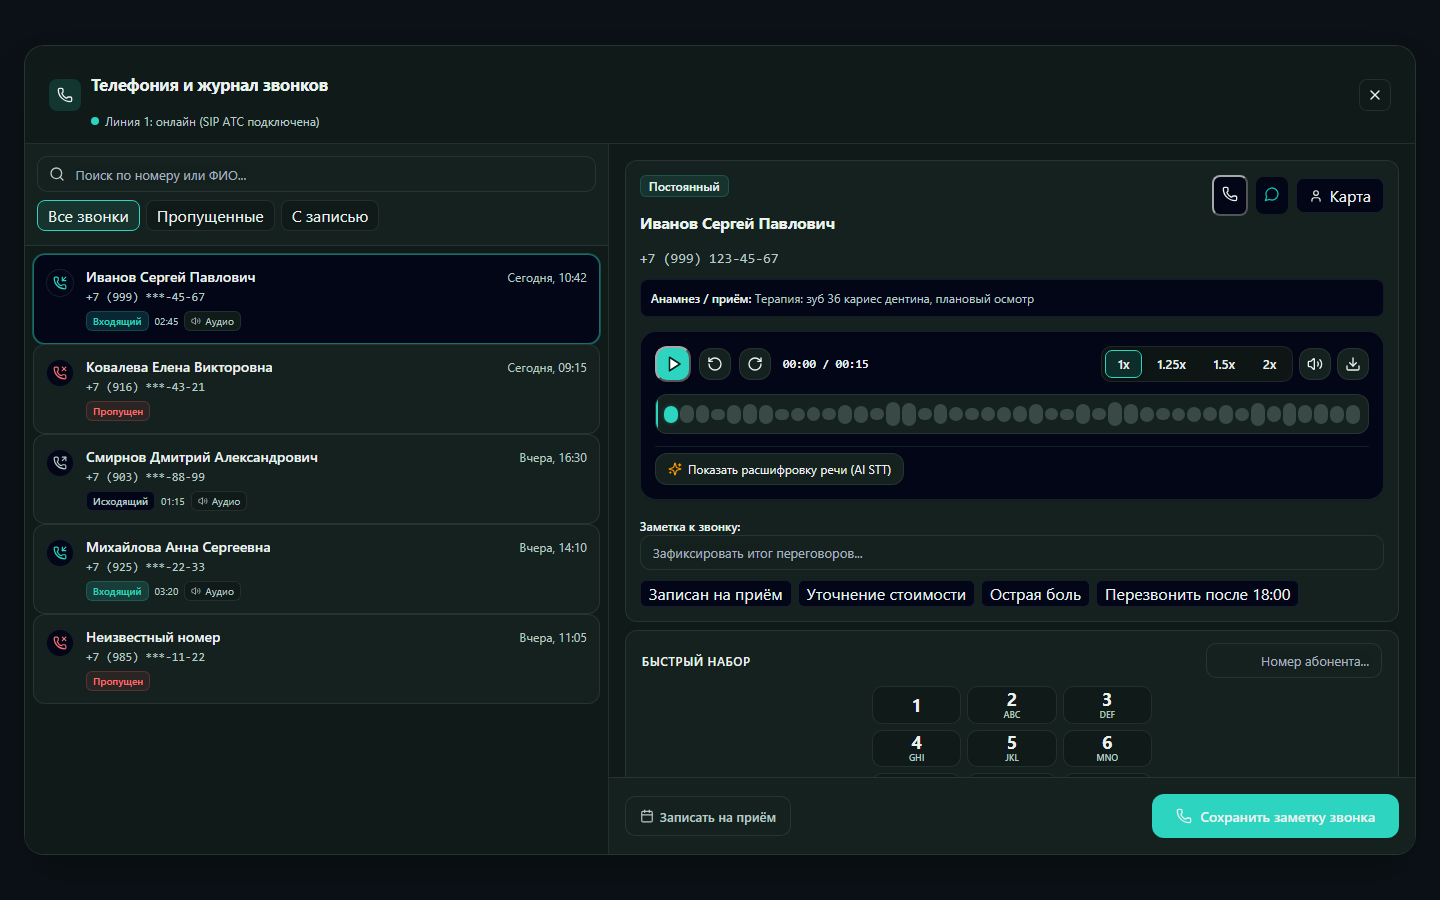 Телефония и журнал звонков
Линия 1: онлайн (SIP АТС подключена)
Поиск по номеру или ФИО...
Все звонки
Пропущенные
С записью
Иванов Сергей Павлович
Сегодня, 10:42
+7 (999) ***-45-67
Входящий
02:45
Аудио
Ковалева Елена Викторовна
Сегодня, 09:15
+7 (916) ***-43-21
Пропущен
Смирнов Дмитрий Александрович
Вчера, 16:30
+7 (903) ***-88-99
Исходящий
01:15
Аудио
Михайлова Анна Сергеевна
Вчера, 14:10
+7 (925) ***-22-33
Входящий
03:20
Аудио
Неизвестный номер
Вчера, 11:05
+7 (985) ***-11-22
Пропущен
Постоянный
Карта
Иванов Сергей Павлович
+7 (999) 123-45-67
Анамнез / приём: Терапия: зуб 36 кариес дентина, плановый осмотр
00:00 / 00:15
1x
1.25x
1.5x
2x
Показать расшифровку речи (AI STT)
Заметка к звонку:
Зафиксировать итог переговоров...
Записан на приём
Уточнение стоимости
Острая боль
Перезвонить после 18:00
БЫСТРЫЙ НАБОР
Номер абонента...
1
2
ABC
3
DEF
4
GHI
5
JKL
6
MNO
Записать на приём
Сохранить заметку звонка